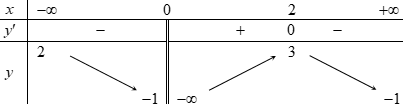 x −∞ 0 2 +∞
y' − + 0 −
2 3
y
−1 −∞ −1